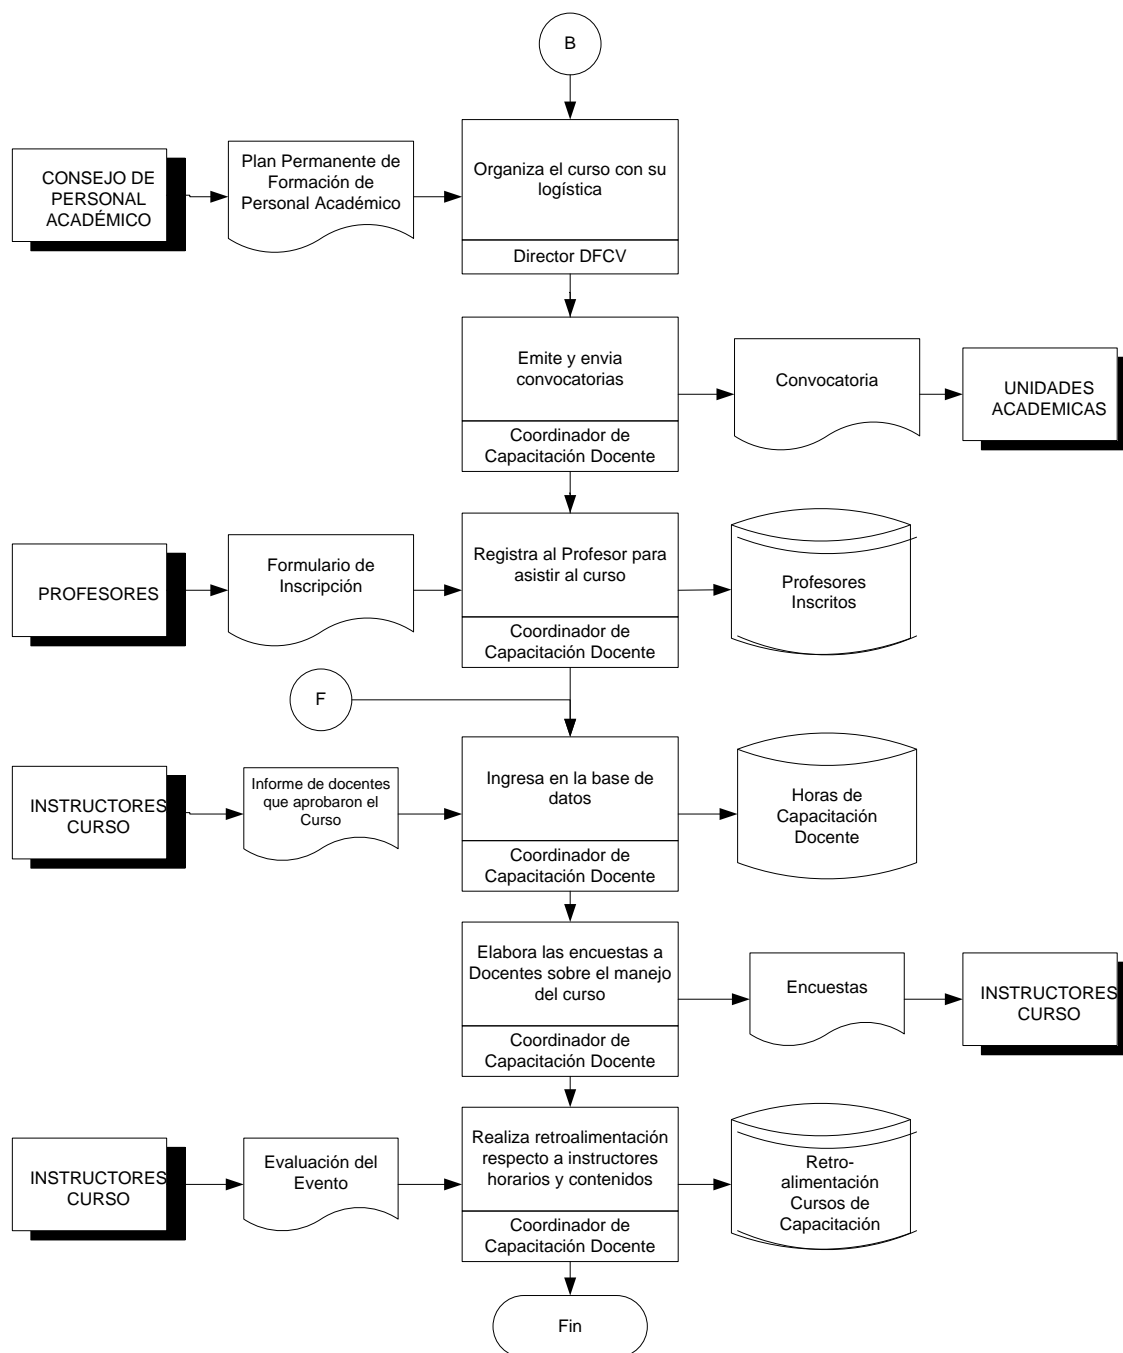 B
CONSEJO DE
PERSONAL
ACADÉMICO
Plan Permanente de
Formación de
Personal Académico
Organiza el curso con su
logística
Director DFCV
Emite y envia
convocatorias
Coordinador de
Capacitación Docente
Convocatoria
UNIDADES
ACADEMICAS
PROFESORES
Formulario de
Inscripción
Registra al Profesor para
asistir al curso
Coordinador de
Capacitación Docente
Profesores
Inscritos
F
INSTRUCTORES
CURSO
Informe de docentes
que aprobaron el
Curso
Ingresa en la base de
datos
Coordinador de
Capacitación Docente
Horas de
Capacitación
Docente
Elabora las encuestas a
Docentes sobre el manejo
del curso
Coordinador de
Capacitación Docente
Encuestas
INSTRUCTORES
CURSO
INSTRUCTORES
CURSO
Evaluación del
Evento
Realiza retroalimentación
respecto a instructores
horarios y contenidos
Coordinador de
Capacitación Docente
Retro-
alimentación
Cursos de
Capacitación
Fin